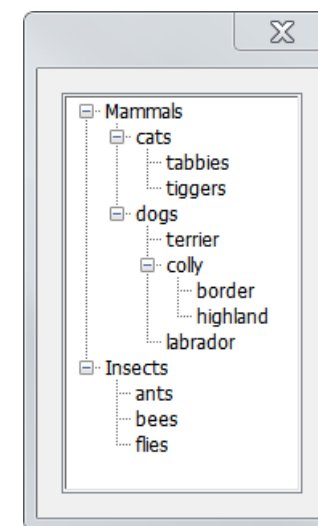 Mammals
cats
tabbies
tiggers
dogs
terrier
colly
border
highland
labrador
Insects
ants
bees
flies